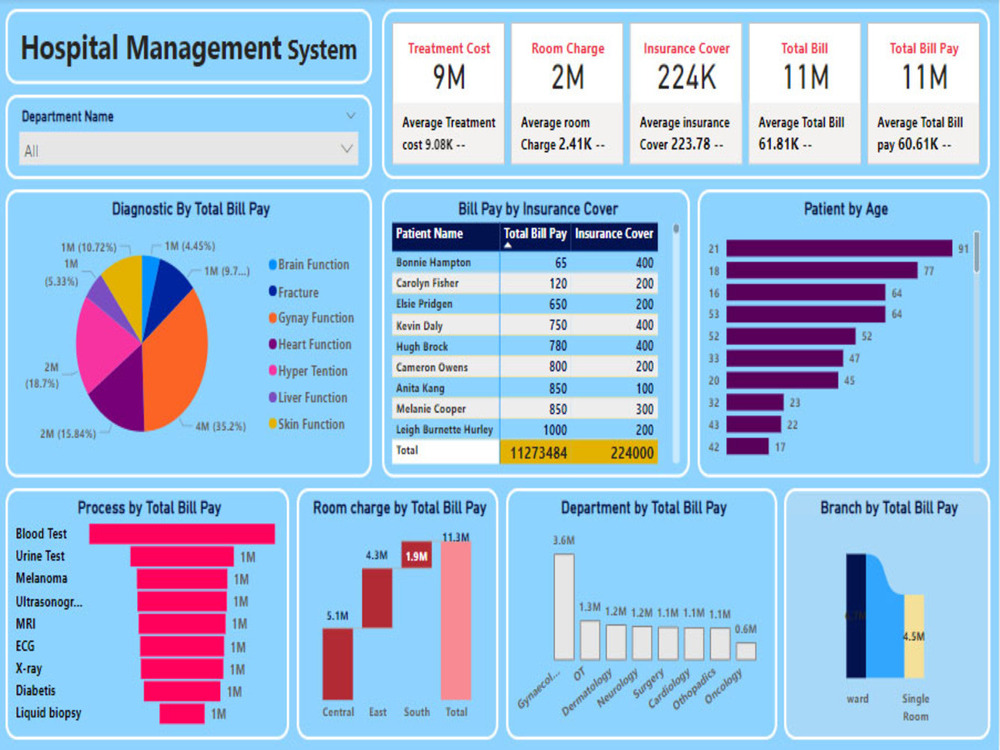 Hospital Management System
Department Name
All
Treatment Cost
9M
Average Treatment
cost 9.08K --
Room Charge
2M
Average room
Charge 2.41K --
Insurance Cover
224K
Average insurance
Cover 223.78 --
Total Bill
11M
Average Total Bill
61.81K --
Total Bill Pay
11M
Average Total Bill
pay 60.61K --
Diagnostic By Total Bill Pay
1M (10.72%)
1M (4.45%)
1M
(5.33%)
1M (9.7...)
2M
(18.7%)
2M (15.84%)
4M (35.2%)
Brain Function
Fracture
Gynay Function
Heart Function
Hyper Tention
Liver Function
Skin Function
Bill Pay by Insurance Cover
Patient Name Total Bill Pay Insurance Cover
Bonnie Hampton 65 400
Carolyn Fisher 120 200
Elsie Pridgen 650 200
Kevin Daly 750 400
Hugh Brock 780 400
Cameron Owens 800 200
Anita Kang 850 100
Melanie Cooper 850 300
Leigh Burnette Hurley 1000 200
Total 11273484 224000
Patient by Age
21 91
18 77
16 64
53 64
52 52
33 47
20 45
32 23
43 22
42 17
Process by Total Bill Pay
Blood Test
Urine Test 1M
Melanoma 1M
Ultrasonogr... 1M
MRI 1M
ECG 1M
X-ray 1M
Diabetis 1M
Liquid biopsy 1M
Room charge by Total Bill Pay
5.1M
4.3M
1.9M
11.3M
Central East South Total
Department by Total Bill Pay
3.6M
1.3M 1.2M 1.2M 1.1M 1.1M 1.1M
0.6M
Gynaecol...
OT
Dermatology
Neurology
Surgery
Cardiology
Othopadics
Oncology
Branch by Total Bill Pay
4.5M
ward
Single
Room